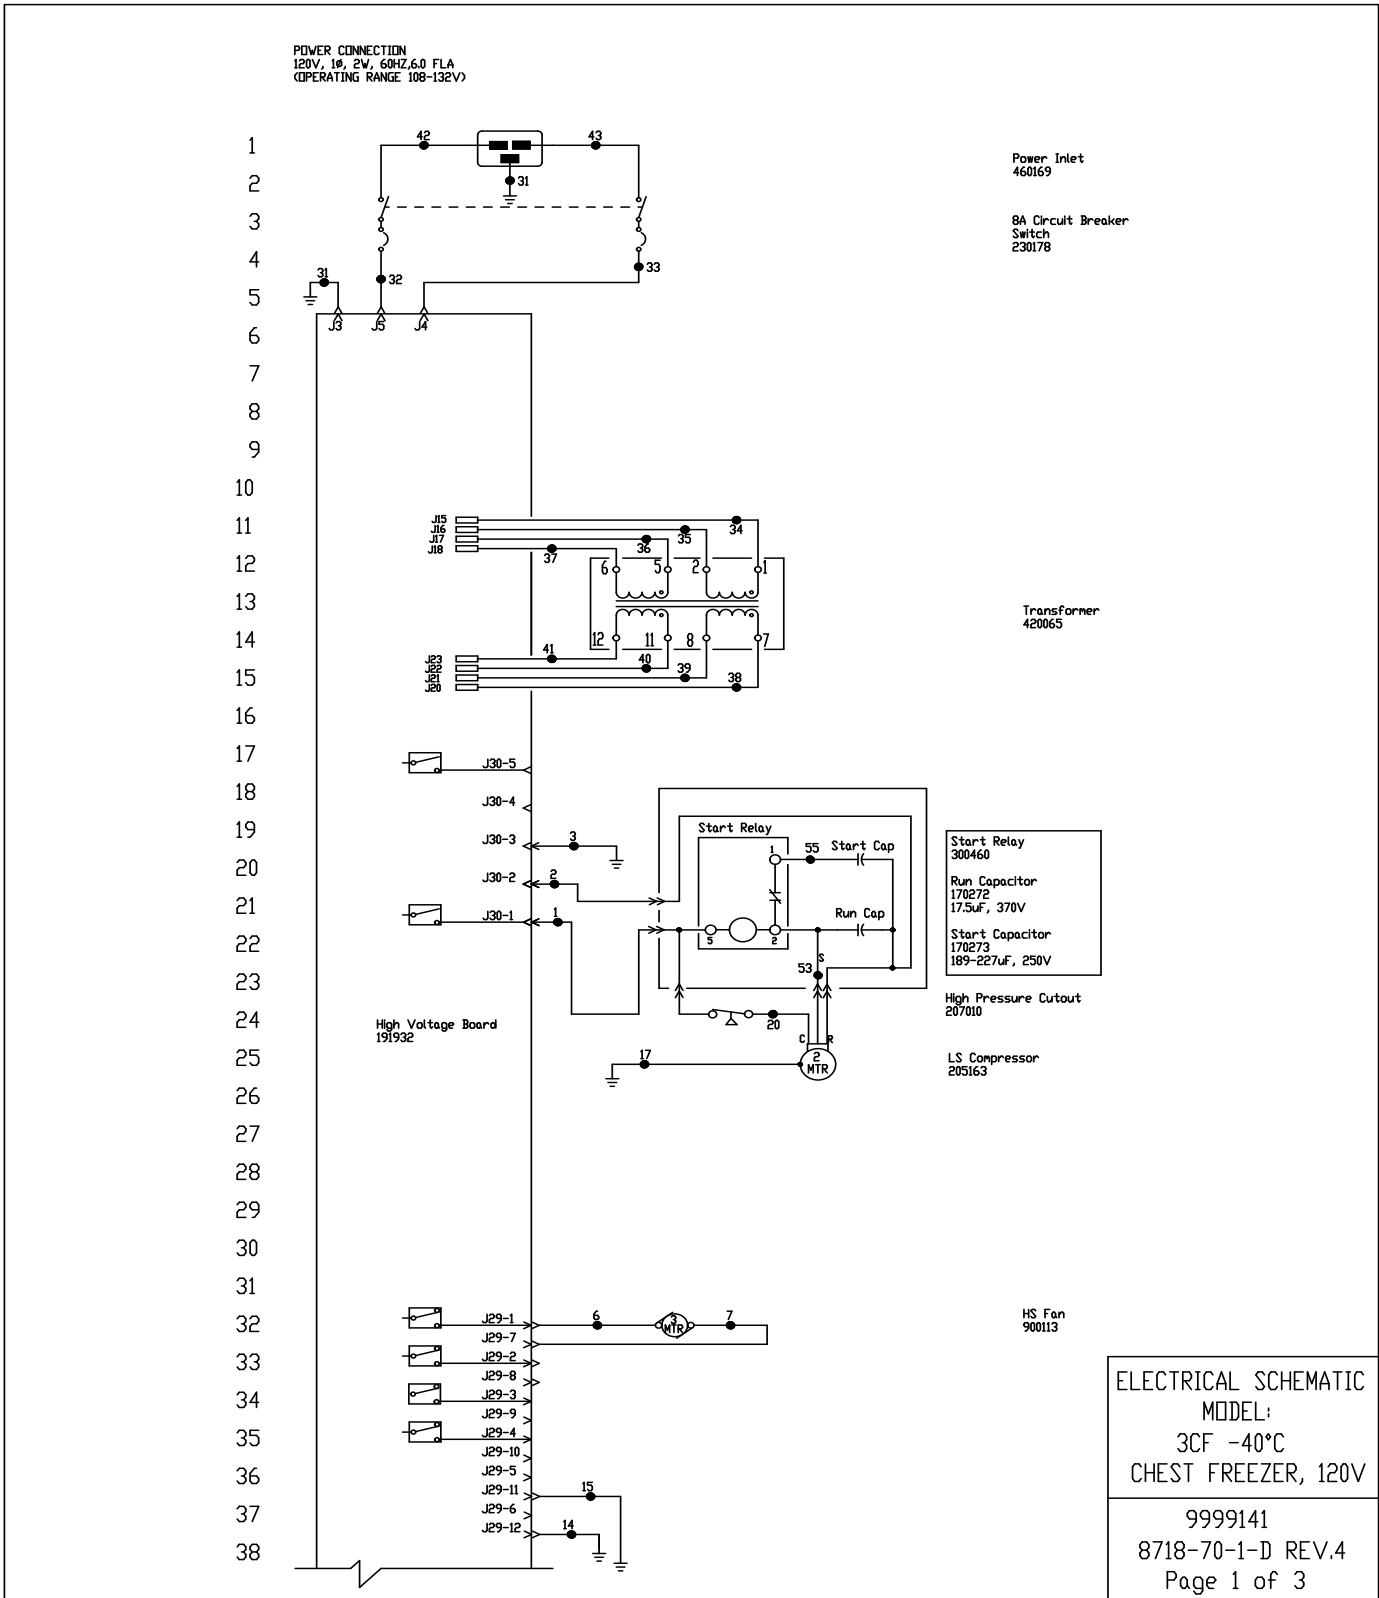 POWER CONNECTION
120V, 1ø, 2W, 60HZ,6.0 FLA
(OPERATING RANGE 108-132V)
1
42
43
Power Inlet
460169
2
31
3
8A Circuit Breaker
Switch
230178
4
33
31
32
5
J3
J5
J4
6
7
8
9
10
11
J15
J16
J17
J18
34
35
36
37
12
6
5
2
1
13
Transformer
420065
14
12
11
8
7
41
40
39
38
15
J23
J22
J21
J20
16
17
J30-5
18
J30-4
19
J30-3
3
Start Relay
1
55
Start Cap
Start Relay
300460
20
J30-2
2
Run Capacitor
170272
17.5uF, 370V
21
J30-1
1
Run Cap
22
5
2
Start Capacitor
170273
189-227uF, 250V
23
53
S
High Pressure Cutout
207010
24
High Voltage Board
191932
20
C
R
25
17
2
MTR
LS Compressor
205163
26
27
28
29
30
31
32
J29-1
6
3
MTR
7
HS Fan
900113
J29-7
33
J29-2
J29-8
34
J29-3
J29-9
35
J29-4
J29-10
36
J29-5
J29-11
15
37
J29-6
J29-12
14
38
ELECTRICAL SCHEMATIC
MODEL:
3CF -40°C
CHEST FREEZER, 120V
9999141
8718-70-1-D REV.4
Page 1 of 3